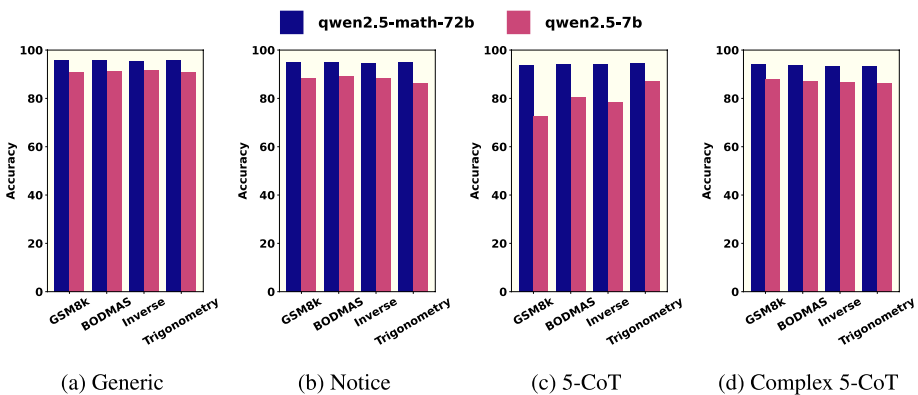 qwen2.5-math-72b qwen2.5-7b
Accuracy
100
80
60
40
20
0
GSM8k BODMAS Inverse Trigonometry
(a) Generic
Accuracy
100
80
60
40
20
0
GSM8k BODMAS Inverse Trigonometry
(b) Notice
Accuracy
100
80
60
40
20
0
GSM8k BODMAS Inverse Trigonometry
(c) 5-CoT
Accuracy
100
80
60
40
20
0
GSM8k BODMAS Inverse Trigonometry
(d) Complex 5-CoT